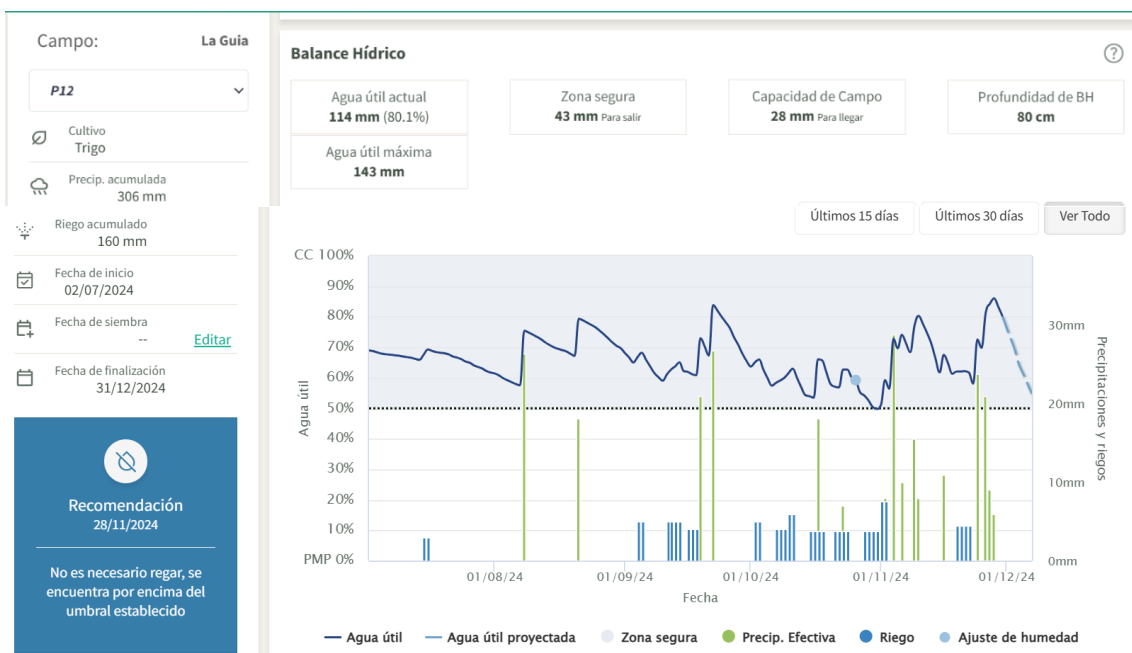 Campo: La Guia
P12
Cultivo
Trigo
Precip. acumulada
306 mm
Riego acumulado
160 mm
Fecha de inicio
02/07/2024
Fecha de siembra
-- Editar
Fecha de finalización
31/12/2024
Recomendación
28/11/2024
No es necesario regar, se
encuentra por encima del
umbral establecido
Balance Hídrico
?
Agua útil actual
114 mm (80.1%)
Zona segura
43 mm Para salir
Capacidad de Campo
28 mm Para llegar
Profundidad de BH
80 cm
Agua útil máxima
143 mm
Últimos 15 días
Últimos 30 días
Ver Todo
CC 100%
90%
80%
70%
60%
50%
40%
30%
20%
10%
PMP 0%
Agua útil
30mm
20mm
10mm
0mm
Precipitaciones y riegos
01/08/24
01/09/24
01/10/24
01/11/24
01/12/24
Fecha
Agua útil
Agua útil proyectada
Zona segura
Precip. Efectiva
Riego
Ajuste de humedad